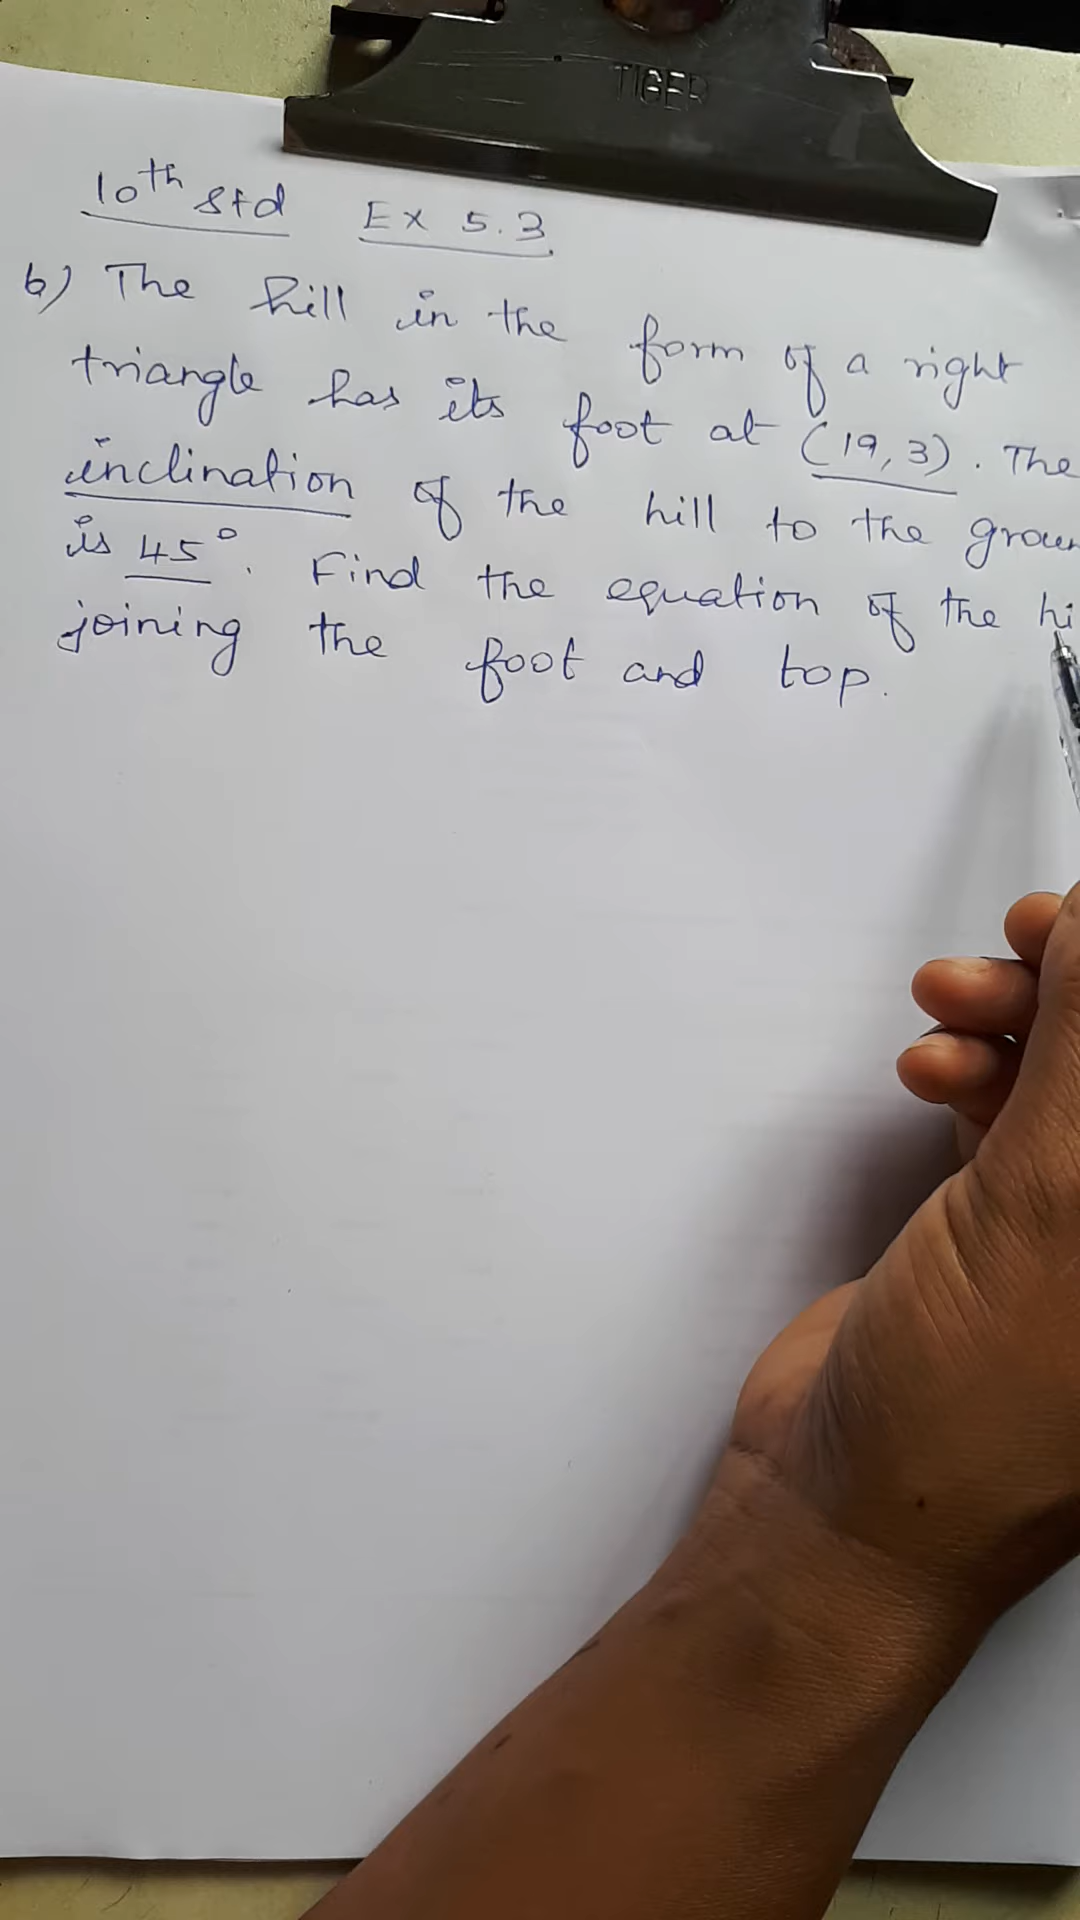 TIGER
10th std Ex 5.3
6) The hill in the form of a right
triangle has its foot at (19,3). The
inclination of the hill to the groun
is 45°. Find the equation of the hi
joining the foot and top.